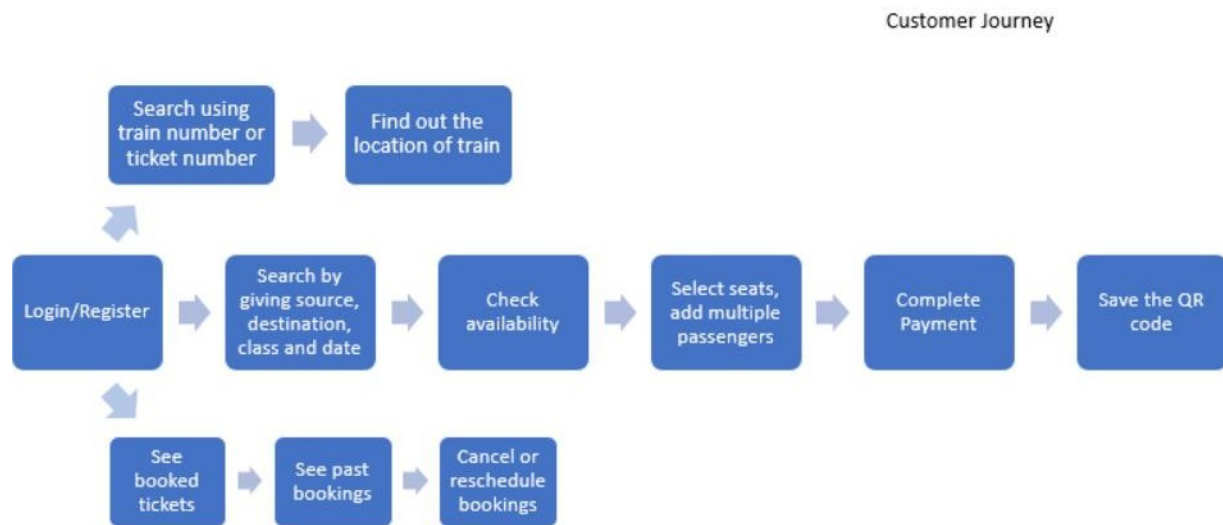 Customer Journey
Search using
train number or
ticket number
Find out the
location of train
Login/Register
Search by
giving source,
destination,
class and date
Check
availability
Select seats,
add multiple
passengers
Complete
Payment
Save the QR
code
See
booked
tickets
See past
bookings
Cancel or
reschedule
bookings